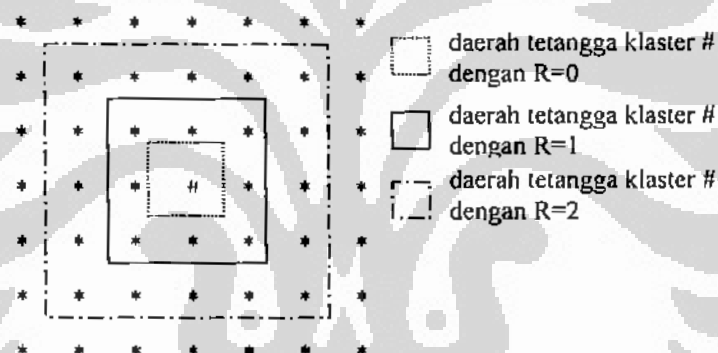 * * * * * * *
* * * * * * *
* * * * * * *
* * * # * * *
* * * * * * *
* * * * * * *
* * * * * * *
daerah tetangga klaster #
dengan R=0
daerah tetangga klaster #
dengan R=1
daerah tetangga klaster #
dengan R=2